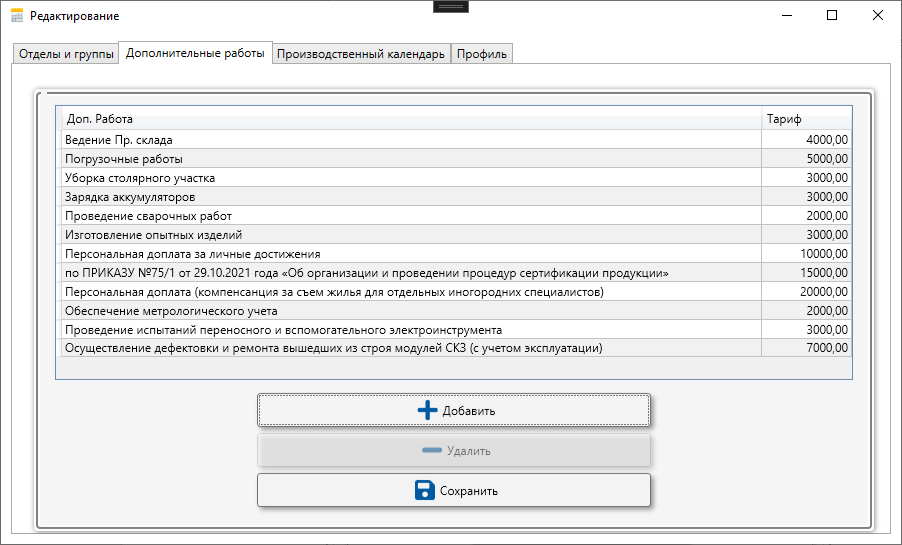 Редактирование
Отделы и группы Дополнительные работы Производственный календарь Профиль
Доп. Работа Тариф
Ведение Пр. склада 4000,00
Погрузочные работы 5000,00
Уборка столярного участка 3000,00
Зарядка аккумуляторов 3000,00
Проведение сварочных работ 2000,00
Изготовление опытных изделий 3000,00
Персональная доплата за личные достижения 10000,00
по ПРИКАЗУ №75/1 от 29.10.2021 года «Об организации и проведении процедур сертификации продукции» 15000,00
Персональная доплата (компенсанция за съем жилья для отдельных иногородних специалистов) 20000,00
Обеспечение метрологического учета 2000,00
Проведение испытаний переносного и вспомогательного электроинструмента 3000,00
Осуществление дефектовки и ремонта вышедших из строя модулей СКЗ (с учетом эксплуатации) 7000,00
Добавить
Удалить
Сохранить